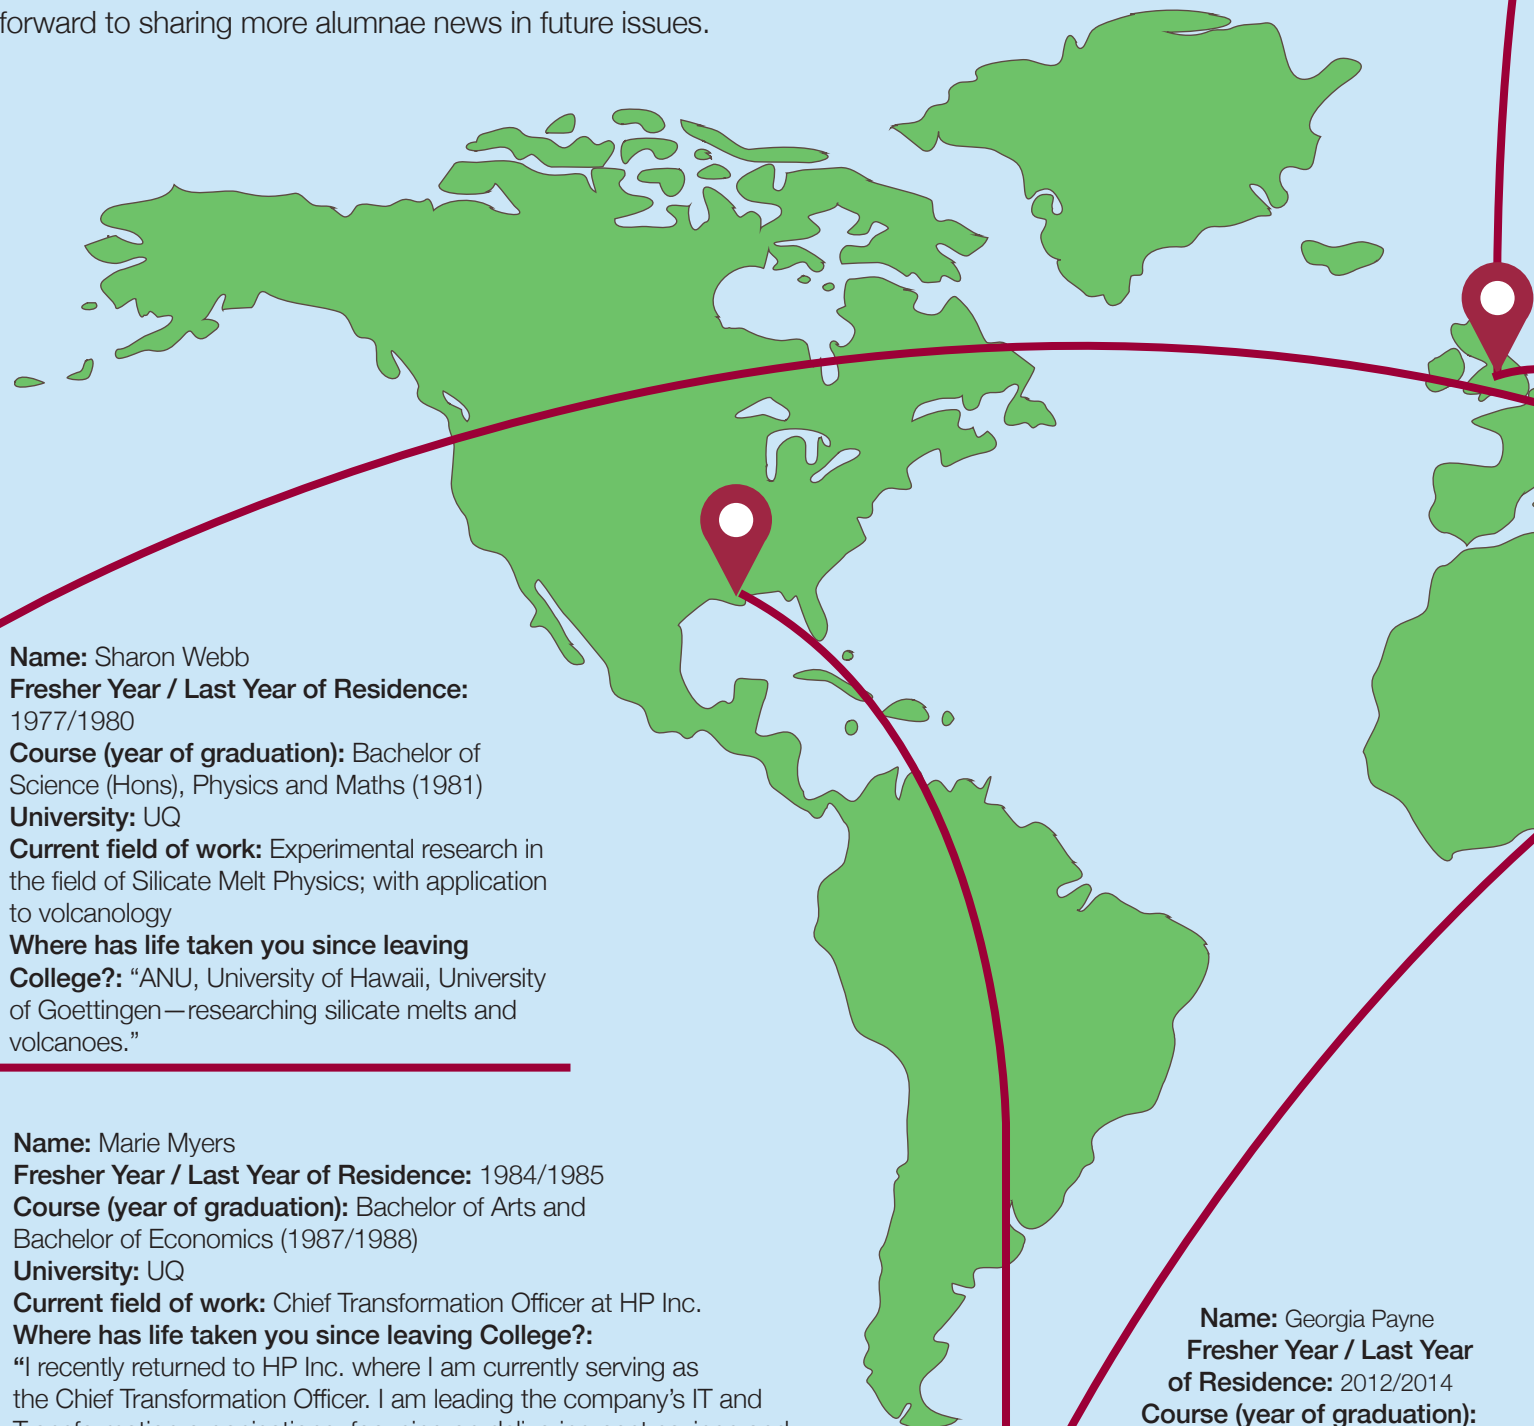 forward to sharing more alumnae news in future issues.
Name: Sharon Webb
Fresher Year / Last Year of Residence:
1977/1980
Course (year of graduation): Bachelor of
Science (Hons), Physics and Maths (1981)
University: UQ
Current field of work: Experimental research in
the field of Silicate Melt Physics; with application
to volcanology
Where has life taken you since leaving
College?: “ANU, University of Hawaii, University
of Goettingen—researching silicate melts and
volcanoes.”
Name: Marie Myers
Fresher Year / Last Year of Residence: 1984/1985
Course (year of graduation): Bachelor of Arts and
Bachelor of Economics (1987/1988)
University: UQ
Current field of work: Chief Transformation Officer at HP Inc.
Where has life taken you since leaving College?:
“I recently returned to HP Inc. where I am currently serving as
the Chief Transformation Officer. I am leading the company’s IT and
Name: Georgia Payne
Fresher Year / Last Year
of Residence: 2012/2014
Course (year of graduation):